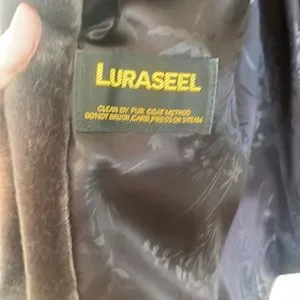 LURASEEL
CLEAN BY FUR COAT METHOD
DO NOT BRUSH, CARD, PRESS OR STEAM